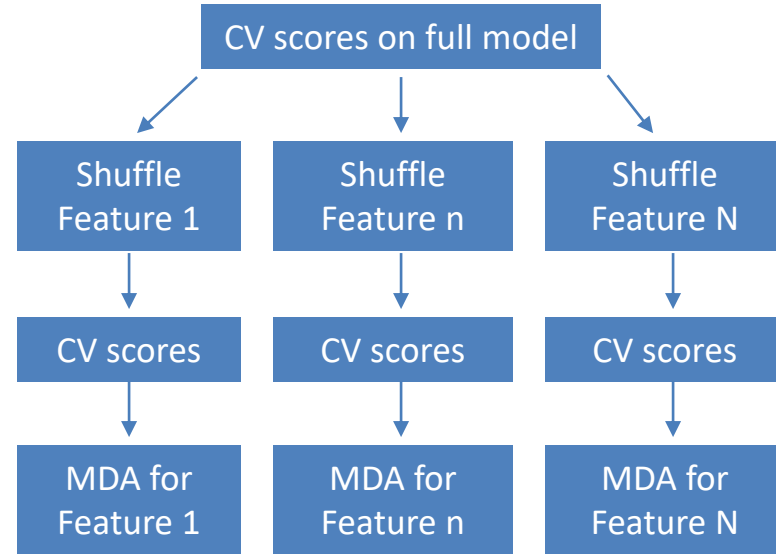 CV scores on full model
Shuffle
Feature 1
Shuffle
Feature n
Shuffle
Feature N
CV scores
CV scores
CV scores
MDA for
Feature 1
MDA for
Feature n
MDA for
Feature N